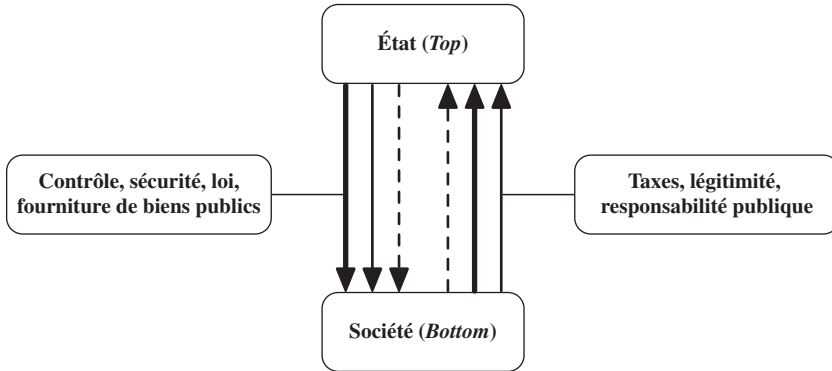 État (Top)
Contrôle, sécurité, loi,
fourniture de biens publics
Taxes, légitimité,
responsabilité publique
Société (Bottom)